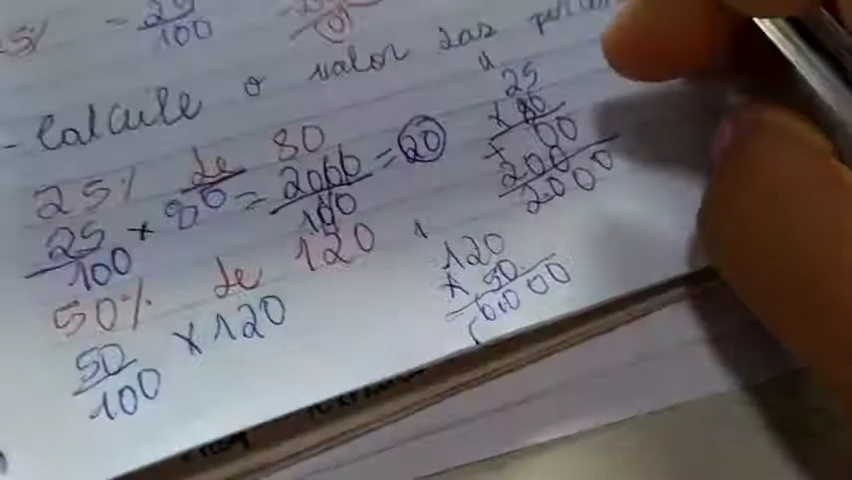 5% = 25/100
- Calcule o valor das
25% de 80
25/100 × 80 = 2000/100 = 20
25
× 80
+ 00
200
2000
50% de 120
50/100 × 120
120
× 50